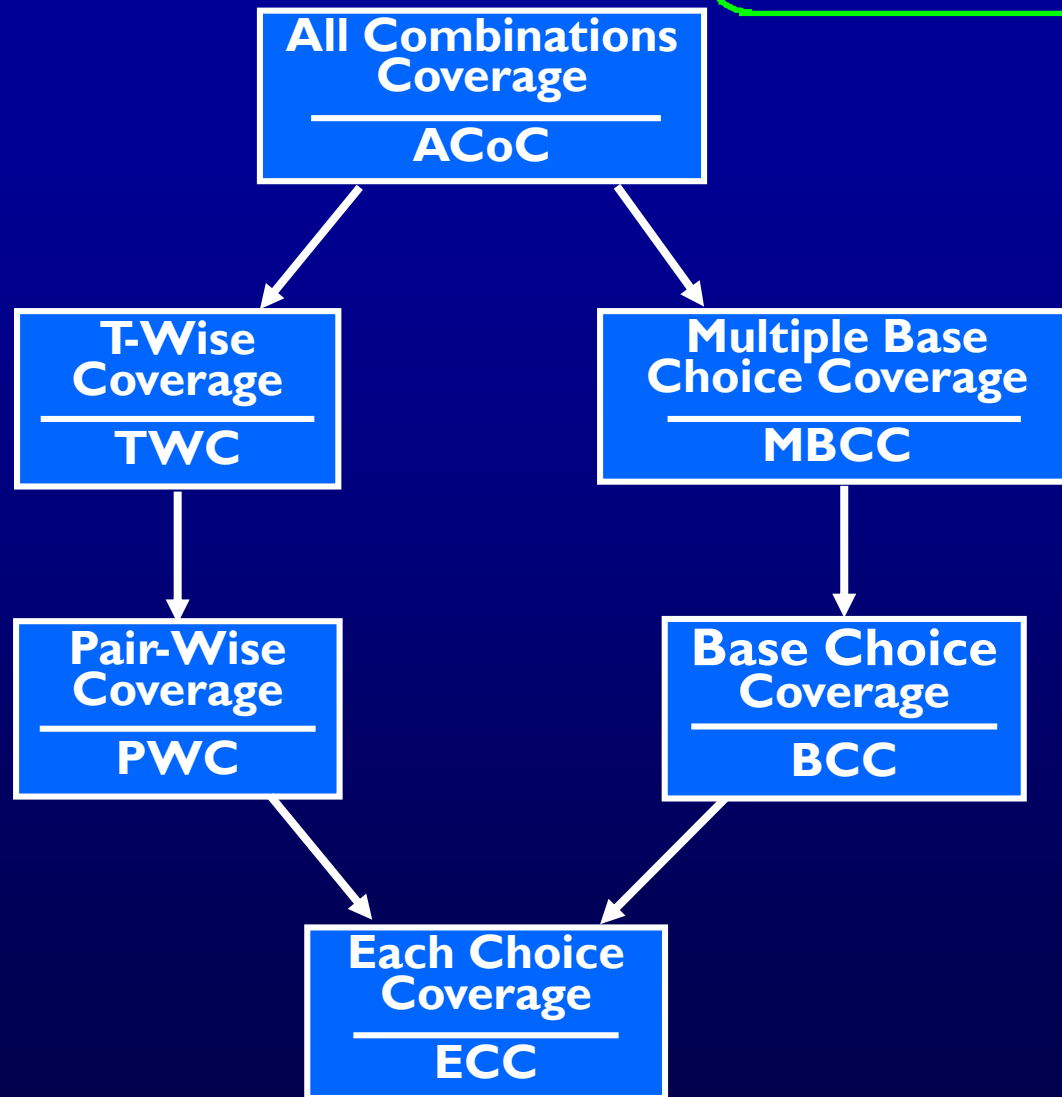 All Combinations
Coverage
ACoC
T-Wise
Coverage
TWC
Multiple Base
Choice Coverage
MBCC
Pair-Wise
Coverage
PWC
Base Choice
Coverage
BCC
Each Choice
Coverage
ECC